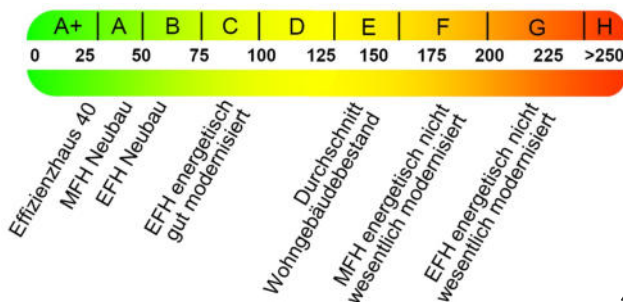 A+ A B C D E F G H
0 25 50 75 100 125 150 175 200 225 >250
Effizienzhaus 40
MFH Neubau
EFH Neubau
EFH energetisch
gut modernisiert
Durchschnitt
Wohngebäudebestand
MFH energetisch nicht
wesentlich modernisiert
EFH energetisch nicht
wesentlich modernisiert